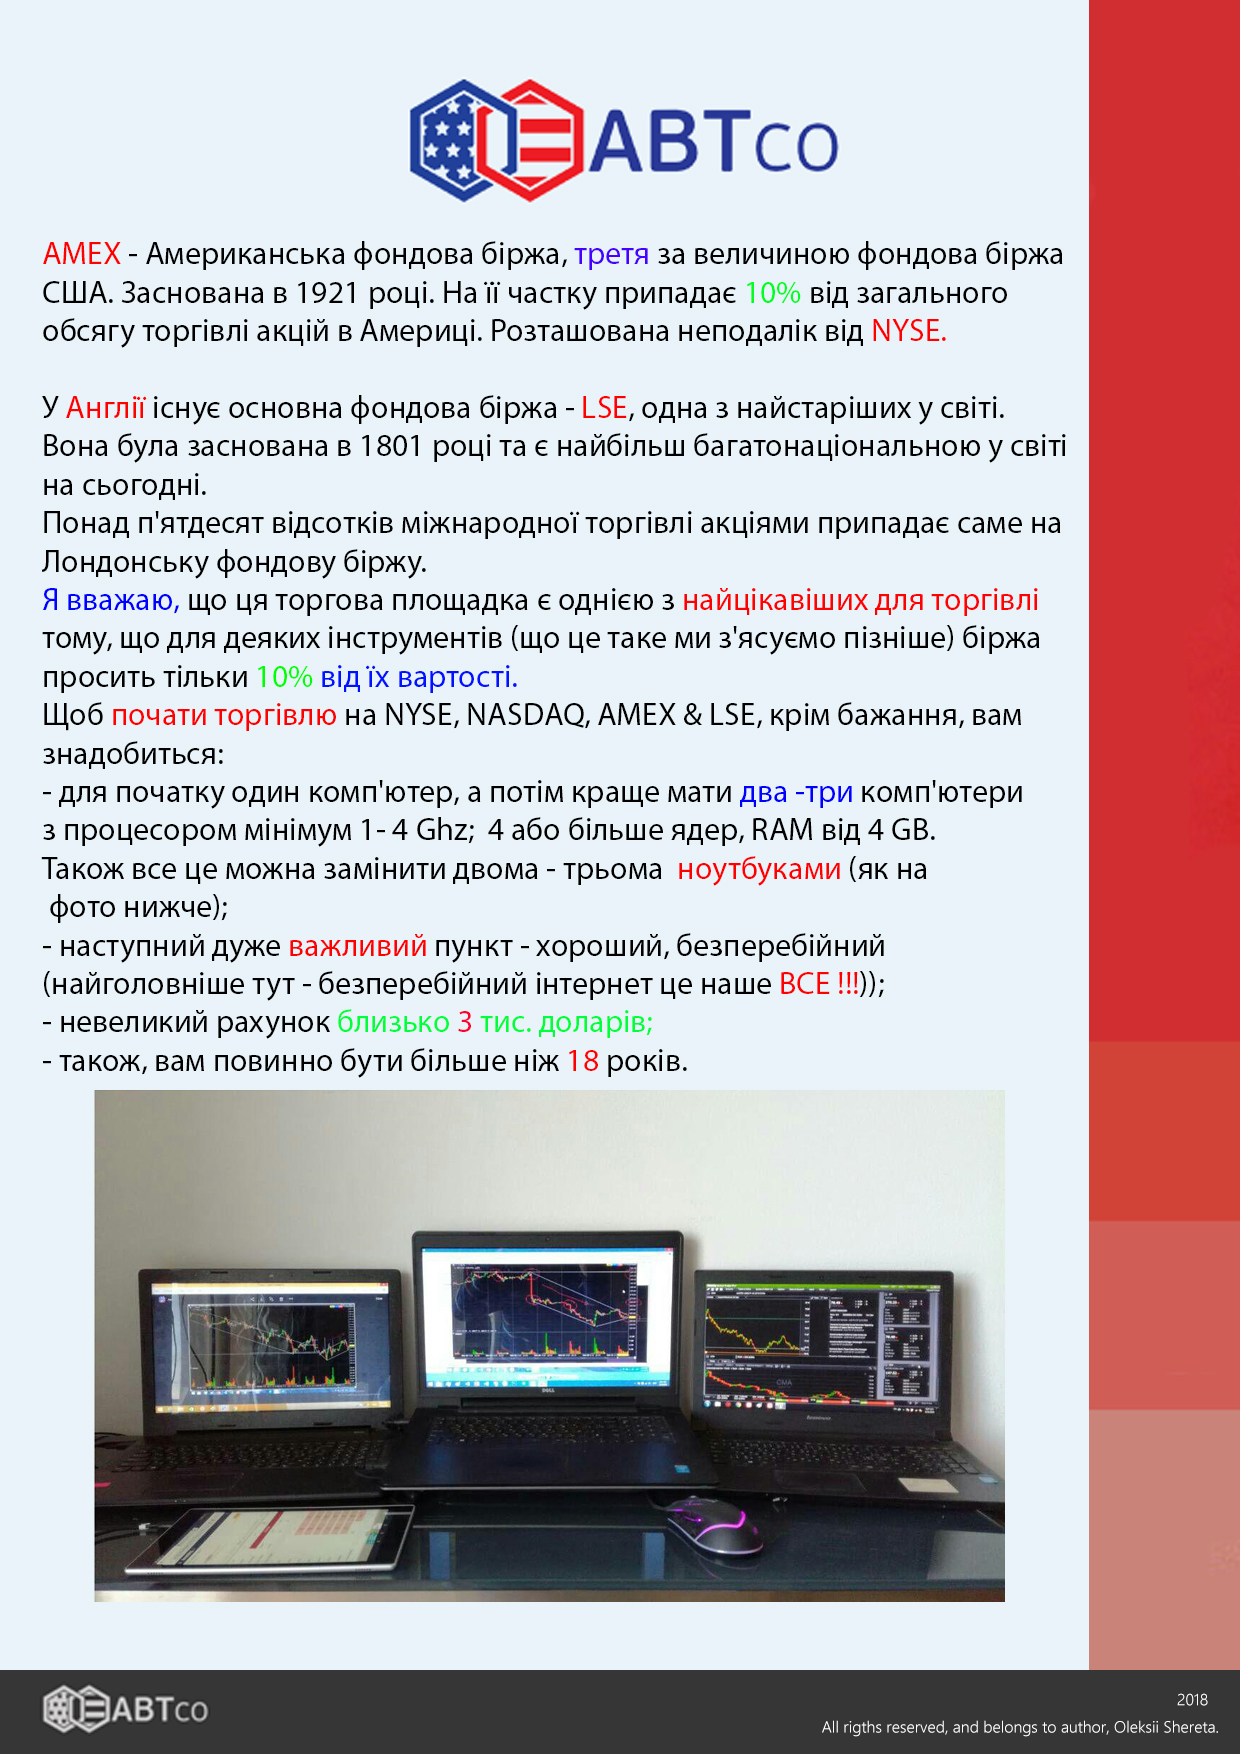 ABTCO
AMEX - Американська фондова біржа, третя за величиною фондова біржа
США. Заснована в 1921 році. На її частку припадає 10% від загального
обсягу торгівлі акцій в Америці. Розташована неподалік від NYSE.
У Англії існує основна фондова біржа - LSE, одна з найстаріших у світі.
Вона була заснована в 1801 році та є найбільш багатонаціональною у світі
на сьогодні.
Понад п'ятдесят відсотків міжнародної торгівлі акціями припадає саме на
Лондонську фондову біржу.
Я вважаю, що ця торгова площадка є однією з найцікавіших для торгівлі
тому, що для деяких інструментів (що це таке ми з'ясуємо пізніше) біржа
просить тільки 10% від їх вартості.
Щоб почати торгівлю на NYSE, NASDAQ, AMEX & LSE, крім бажання, вам
знадобиться:
- для початку один комп'ютер, а потім краще мати два -три комп'ютери
з процесором мінімум 1- 4 Ghz; 4 або більше ядер, RAM від 4 GB.
Також все це можна замінити двома - трьома ноутбуками (як на
фото нижче);
- наступний дуже важливий пункт - хороший, безперебійний
(найголовніше тут - безперебійний інтернет це наше ВСЕ !!!));
- невеликий рахунок близько 3 тис. доларів;
- також, вам повинно бути більше ніж 18 років.
DELL
Lenovo
ABTCO
2018
All rigths reserved, and belongs to author, Oleksii Shereta.